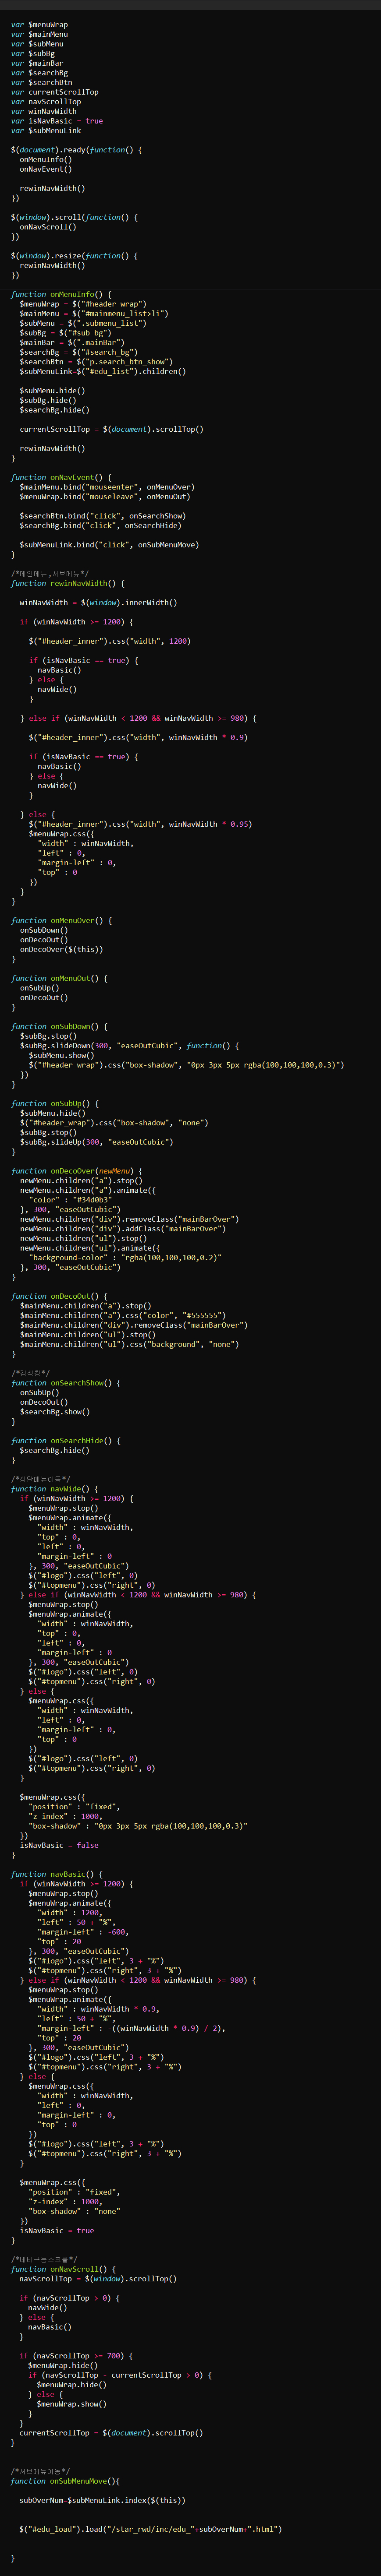 var $menuWrap
var $mainMenu
var $subMenu
var $subBg
var $mainBar
var $searchBg
var $searchBtn
var currentScrollTop
var navScrollTop
var winNavWidth
var isNavBasic = true
var $subMenuLink
$(document).ready(function() {
onMenuInfo()
onNavEvent()
rewinNavWidth()
})
$(window).scroll(function() {
onNavScroll()
})
$(window).resize(function() {
rewinNavWidth()
})
function onMenuInfo() {
$menuWrap = $("#header_wrap")
$mainMenu = $("#mainmenu_list>li")
$subMenu = $(".submenu_list")
$subBg = $("#sub_bg")
$mainBar = $(".mainBar")
$searchBg = $("#search_bg")
$searchBtn = $("p.search_btn_show")
$subMenuLink=$("#edu_list").children()
$subMenu.hide()
$subBg.hide()
$searchBg.hide()
currentScrollTop = $(document).scrollTop()
rewinNavWidth()
}
function onNavEvent() {
$mainMenu.bind("mouseenter", onMenuOver)
$menuWrap.bind("mouseleave", onMenuOut)
$searchBtn.bind("click", onSearchShow)
$searchBg.bind("click", onSearchHide)
$subMenuLink.bind("click", onSubMenuMove)
}
/*메인메뉴,서브메뉴*/
function rewinNavWidth() {
winNavWidth = $(window).innerWidth()
if (winNavWidth >= 1200) {
$("#header_inner").css("width", 1200)
if (isNavBasic == true) {
navBasic()
} else {
navWide()
}
} else if (winNavWidth < 1200 && winNavWidth >= 980) {
$("#header_inner").css("width", winNavWidth * 0.9)
if (isNavBasic == true) {
navBasic()
} else {
navWide()
}
} else {
$("#header_inner").css("width", winNavWidth * 0.95)
$menuWrap.css({
"width" : winNavWidth,
"left" : 0,
"margin-left" : 0,
"top" : 0
})
}
}
function onMenuOver() {
onSubDown()
onDecoOut()
onDecoOver($(this))
}
function onMenuOut() {
onSubUp()
onDecoOut()
}
function onSubDown() {
$subBg.stop()
$subBg.slideDown(300, "easeOutCubic", function() {
$subMenu.show()
$("#header_wrap").css("box-shadow", "0px 3px 5px rgba(100,100,100,0.3)")
})
}
function onSubUp() {
$subMenu.hide()
$("#header_wrap").css("box-shadow", "none")
$subBg.stop()
$subBg.slideUp(300, "easeOutCubic")
}
function onDecoOver(newMenu) {
newMenu.children("a").stop()
newMenu.children("a").animate({
"color" : "#34d0b3"
}, 300, "easeOutCubic")
newMenu.children("div").removeClass("mainBarOver")
newMenu.children("div").addClass("mainBarOver")
newMenu.children("ul").stop()
newMenu.children("ul").animate({
"background-color" : "rgba(100,100,100,0.2)"
}, 300, "easeOutCubic")
}
function onDecoOut() {
$mainMenu.children("a").stop()
$mainMenu.children("a").css("color", "#555555")
$mainMenu.children("div").removeClass("mainBarOver")
$mainMenu.children("ul").stop()
$mainMenu.children("ul").css("background", "none")
}
/*검색창*/
function onSearchShow() {
onSubUp()
onDecoOut()
$searchBg.show()
}
function onSearchHide() {
$searchBg.hide()
}
/*상단메뉴이동*/
function navWide() {
if (winNavWidth >= 1200) {
$menuWrap.stop()
$menuWrap.animate({
"width" : winNavWidth,
"top" : 0,
"left" : 0,
"margin-left" : 0
}, 300, "easeOutCubic")
$("#logo").css("left", 0)
$("#topmenu").css("right", 0)
} else if (winNavWidth < 1200 && winNavWidth >= 980) {
$menuWrap.stop()
$menuWrap.animate({
"width" : winNavWidth,
"top" : 0,
"left" : 0,
"margin-left" : 0
}, 300, "easeOutCubic")
$("#logo").css("left", 0)
$("#topmenu").css("right", 0)
} else {
$menuWrap.css({
"width" : winNavWidth,
"left" : 0,
"margin-left" : 0,
"top" : 0
})
$("#logo").css("left", 0)
$("#topmenu").css("right", 0)
}
$menuWrap.css({
"position" : "fixed",
"z-index" : 1000,
"box-shadow" : "0px 3px 5px rgba(100,100,100,0.3)"
})
isNavBasic = false
}
function navBasic() {
if (winNavWidth >= 1200) {
$menuWrap.stop()
$menuWrap.animate({
"width" : 1200,
"left" : 50 + "%",
"margin-left" : -600,
"top" : 20
}, 300, "easeOutCubic")
$("#logo").css("left", 3 + "%")
$("#topmenu").css("right", 3 + "%")
} else if (winNavWidth < 1200 && winNavWidth >= 980) {
$menuWrap.stop()
$menuWrap.animate({
"width" : winNavWidth * 0.9,
"left" : 50 + "%",
"margin-left" : -((winNavWidth * 0.9) / 2),
"top" : 20
}, 300, "easeOutCubic")
$("#logo").css("left", 3 + "%")
$("#topmenu").css("right", 3 + "%")
} else {
$menuWrap.css({
"width" : winNavWidth,
"left" : 0,
"margin-left" : 0,
"top" : 0
})
$("#logo").css("left", 3 + "%")
$("#topmenu").css("right", 3 + "%")
}
$menuWrap.css({
"position" : "fixed",
"z-index" : 1000,
"box-shadow" : "none"
})
isNavBasic = true
}
/*네비구동스크롤*/
function onNavScroll() {
navScrollTop = $(window).scrollTop()
if (navScrollTop > 0) {
navWide()
} else {
navBasic()
}
if (navScrollTop >= 700) {
$menuWrap.hide()
if (navScrollTop - currentScrollTop > 0) {
$menuWrap.hide()
} else {
$menuWrap.show()
}
}
currentScrollTop = $(document).scrollTop()
}
/*서브메뉴이동*/
function onSubMenuMove(){
subOverNum=$subMenuLink.index($(this))
$("#edu_load").load("/star_rwd/inc/edu_"+subOverNum+".html")
}